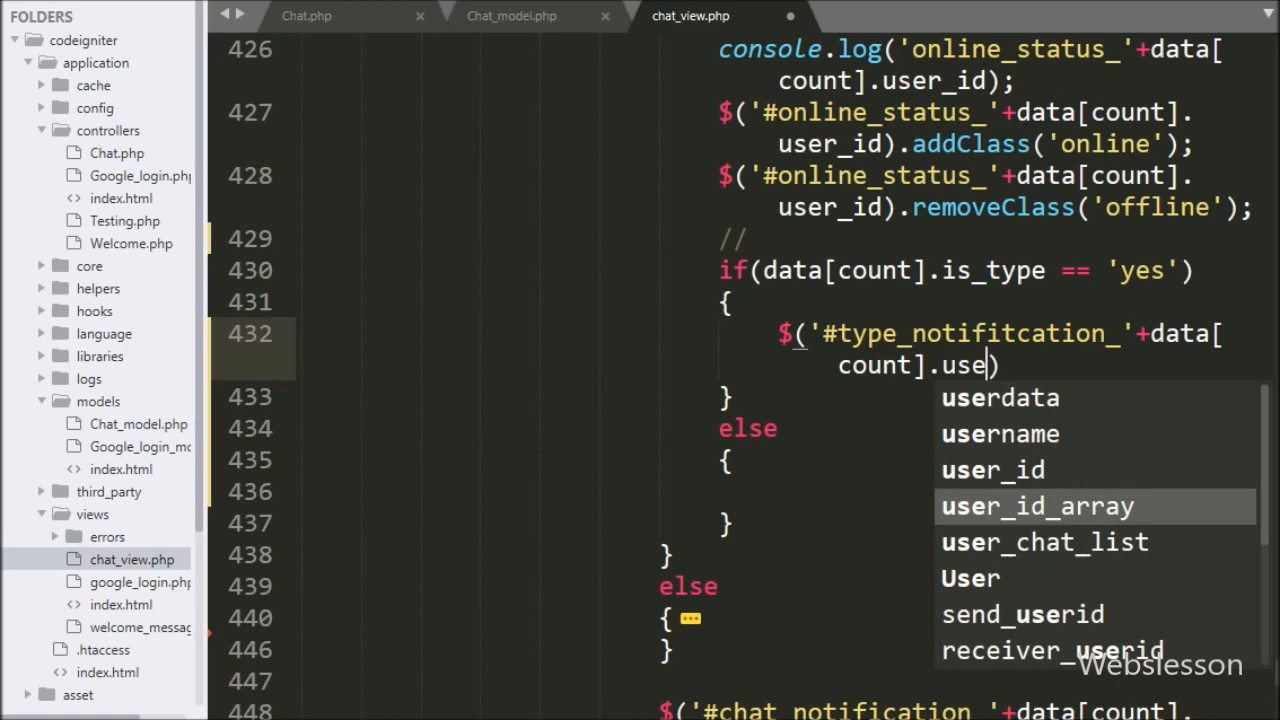 FOLDERS
codeigniter
application
cache
config
controllers
Chat.php
Google_login.php
index.html
Testing.php
Welcome.php
core
helpers
hooks
language
libraries
logs
models
Chat_model.php
Google_login_mo
index.html
third_party
views
errors
chat_view.php
google_login.php
index.html
welcome_messag
.htaccess
index.html
asset
Chat.php × Chat_model.php × chat_view.php
426 console.log('online_status_'+data[
count].user_id);
427 $('#online_status_'+data[count].
user_id).addClass('online');
428 $('#online_status_'+data[count].
user_id).removeClass('offline');
429 //
430 if(data[count].is_type == 'yes')
431 {
432 $('#type_notifitcation_'+data[
count].use)
433 }
434 else
435 {
436
437 }
438 }
439 else
440 {
446 }
447
448 $('#chat_notification_'+data[count].
userdata
username
user_id
user_id_array
user_chat_list
User
send_userid
receiver_userid
Webslesson